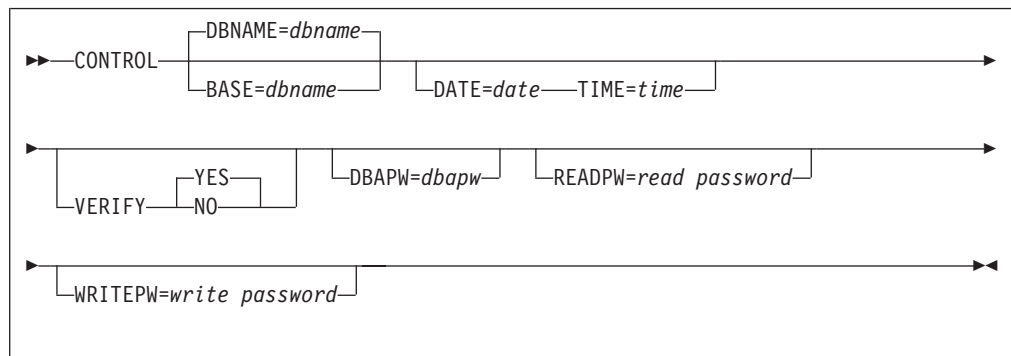 DBNAME=dbname
CONTROL
BASE=dbname
DATE=date TIME=time
YES
VERIFY NO
DBAPW=dbapw
READPW=read password
WRITEPW=write password